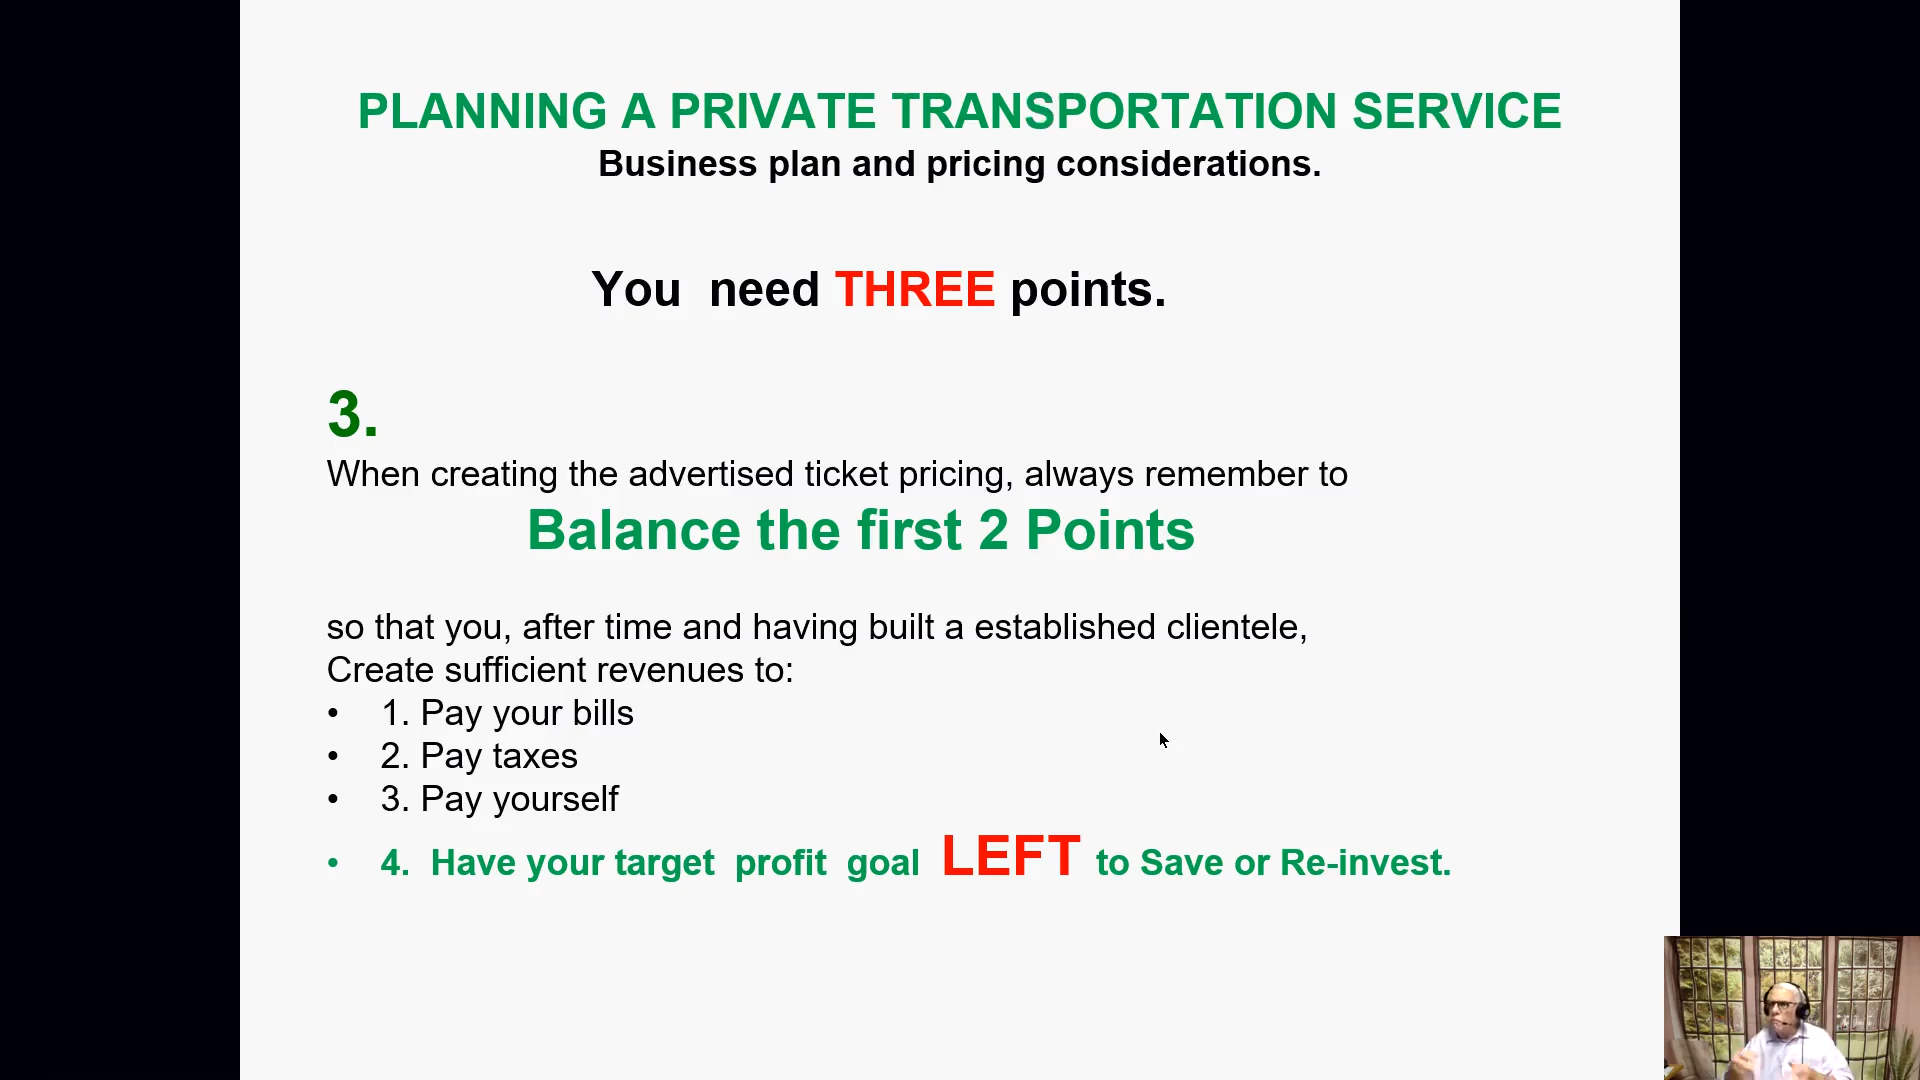 PLANNING A PRIVATE TRANSPORTATION SERVICE
Business plan and pricing considerations.
You need THREE points.
3.
When creating the advertised ticket pricing, always remember to
Balance the first 2 Points
so that you, after time and having built a established clientele,
Create sufficient revenues to:
• 1. Pay your bills
• 2. Pay taxes
• 3. Pay yourself
• 4. Have your target profit goal LEFT to Save or Re-invest.